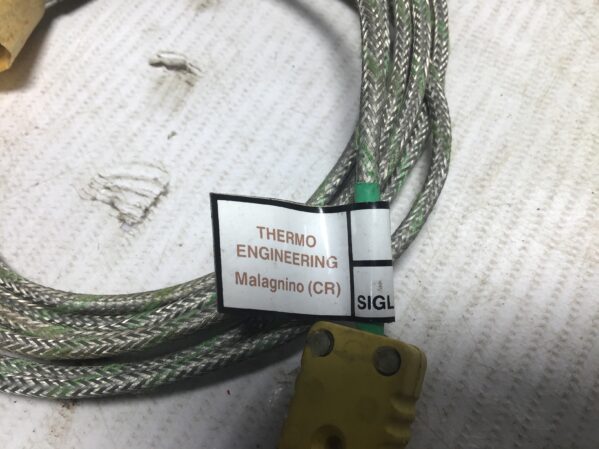 THERMO
ENGINEERING
Malagnino (CR)
SIGL